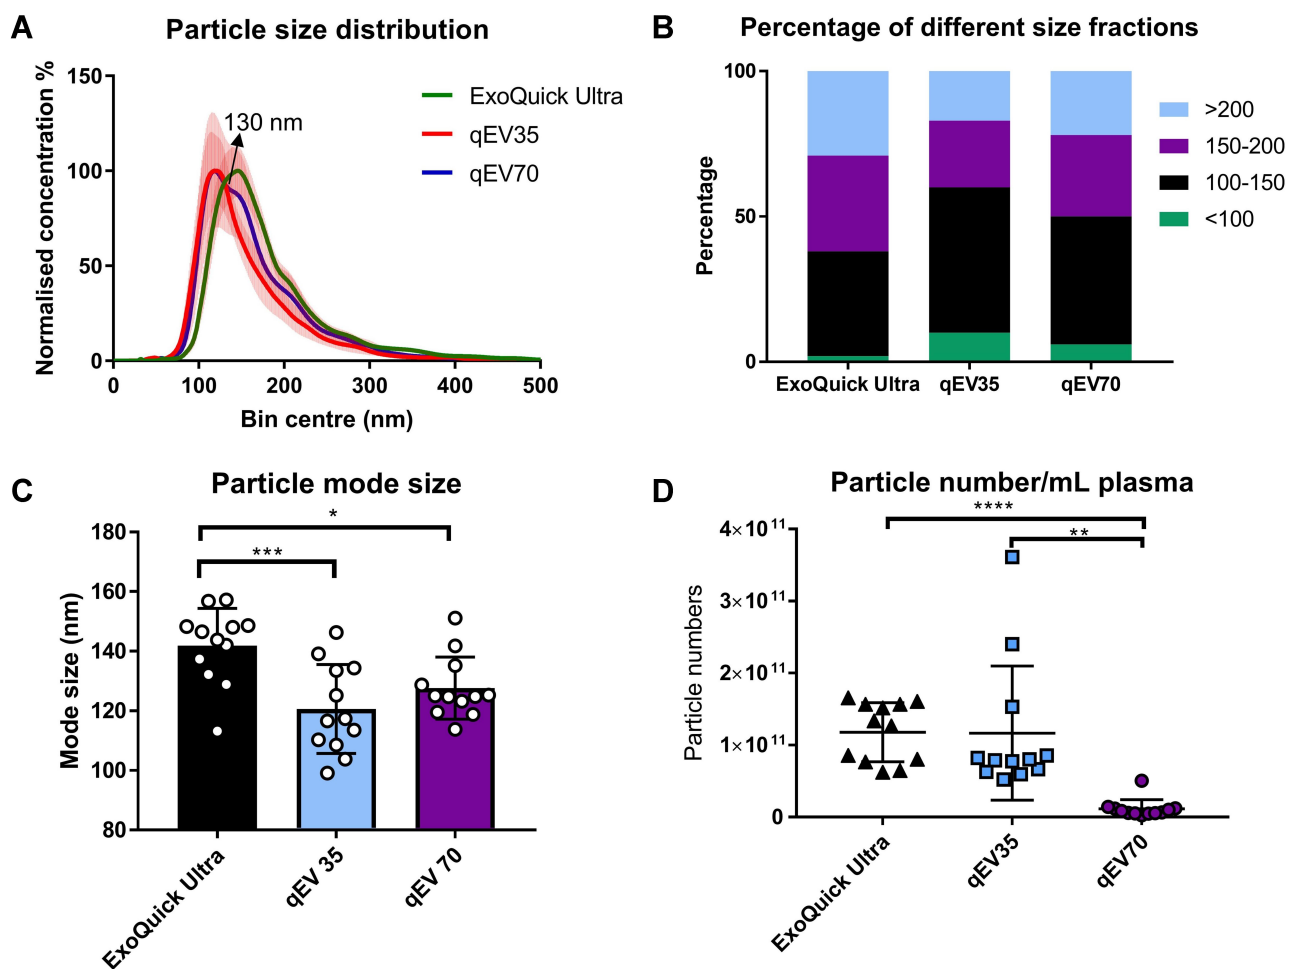 A
Particle size distribution
Normalised concentration %
150
100
50
0
130 nm
ExoQuick Ultra
qEV35
qEV70
0 100 200 300 400 500
Bin centre (nm)
B
Percentage of different size fractions
Percentage
100
50
0
>200
150-200
100-150
<100
ExoQuick Ultra qEV35 qEV70
C
Particle mode size
Mode size (nm)
180
160
140
120
100
80
*
***
ExoQuick Ultra
qEV 35
qEV 70
D
Particle number/mL plasma
Particle numbers
4×10¹¹
3×10¹¹
2×10¹¹
1×10¹¹
0
****
**
ExoQuick Ultra
qEV35
qEV70